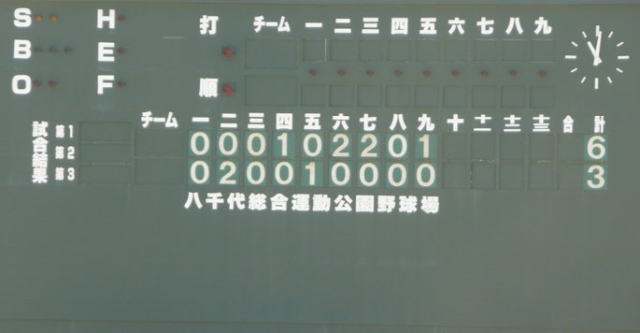 S H 打 チーム 一 二 三 四 五 六 七 八 九
B E
O F 順
試合結果 第1 第2 第3 チーム 一 二 三 四 五 六 七 八 九 十 十一 十二 十三 合計
0 0 0 1 0 2 2 0 1 6
0 2 0 0 1 0 0 0 0 3
八千代総合運動公園野球場